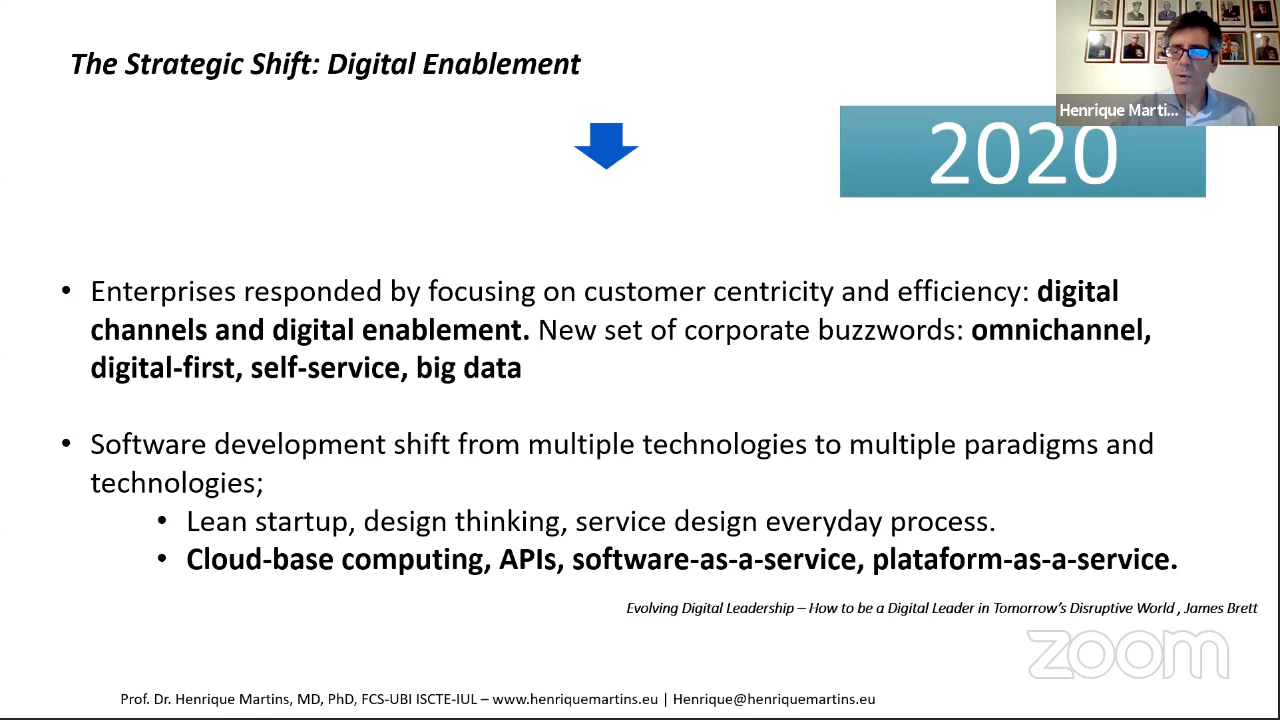 The Strategic Shift: Digital Enablement
Henrique Marti...
2020
• Enterprises responded by focusing on customer centricity and efficiency: digital
channels and digital enablement. New set of corporate buzzwords: omnichannel,
digital-first, self-service, big data
• Software development shift from multiple technologies to multiple paradigms and
technologies;
• Lean startup, design thinking, service design everyday process.
• Cloud-base computing, APIs, software-as-a-service, plataform-as-a-service.
Evolving Digital Leadership – How to be a Digital Leader in Tomorrow's Disruptive World , James Brett
zoom
Prof. Dr. Henrique Martins, MD, PhD, FCS-UBI ISCTE-IUL – www.henriquemartins.eu | Henrique@henriquemartins.eu